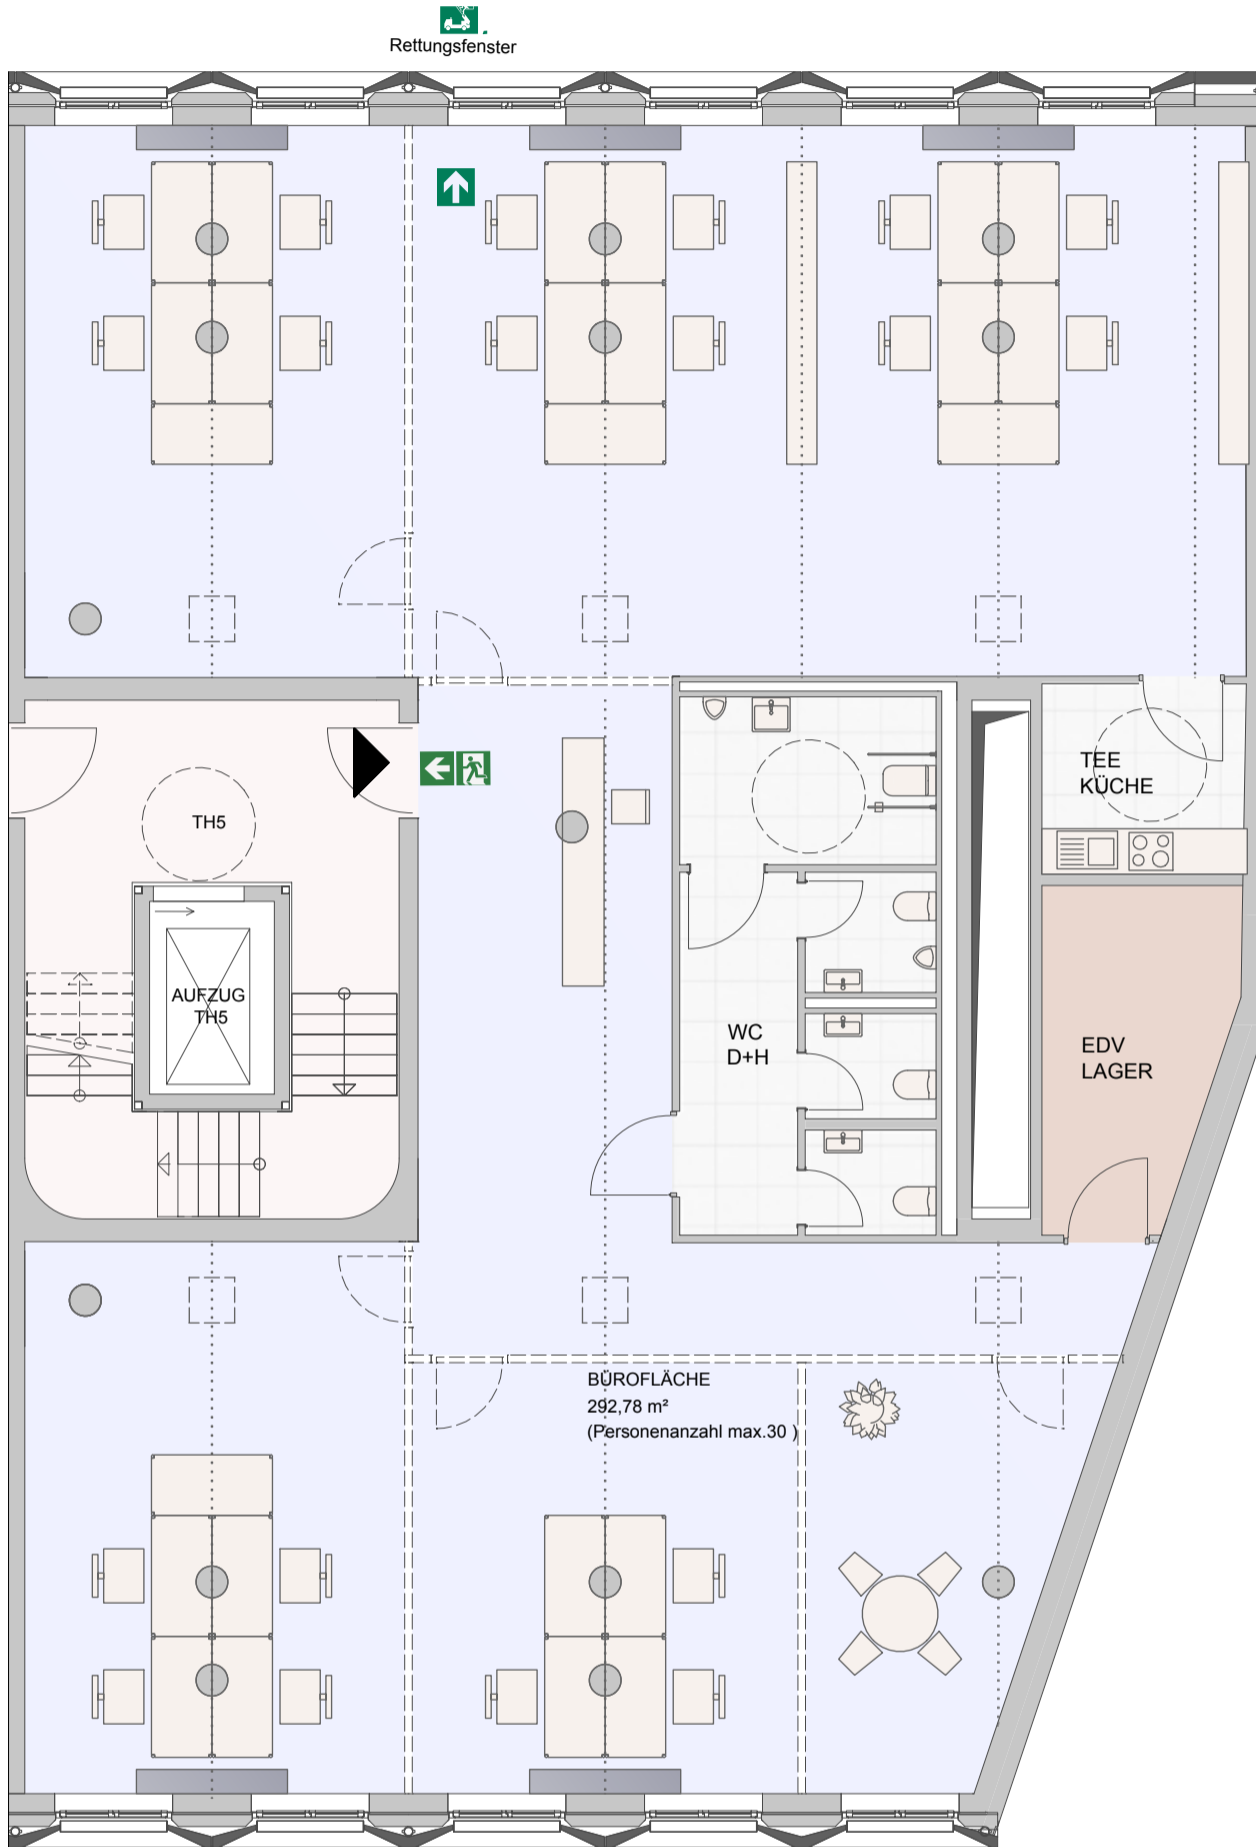 Rettungsfenster
TEE
KÜCHE
TH5
AUFZUG
TH5
WC
D+H
EDV
LAGER
BÜROFLÄCHE
292,78 m²
(Personenanzahl max.30 )